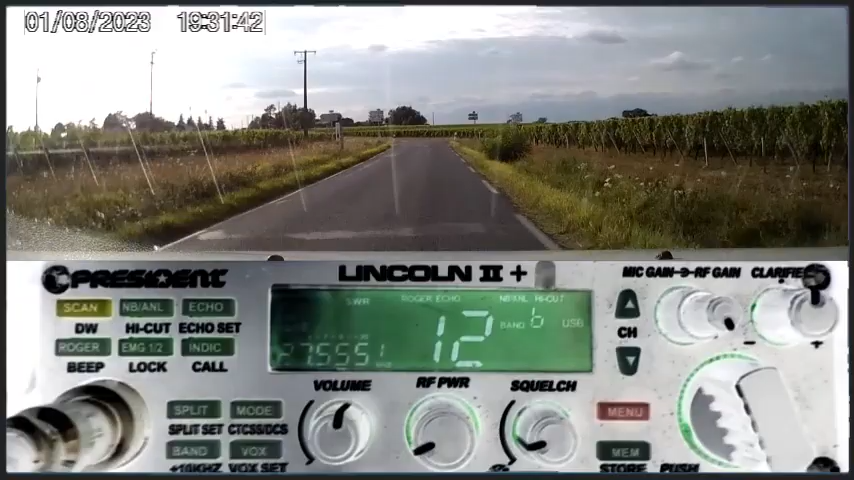 01/08/2023 19:31:42
PRESIDENT LINCOLN II + MIC GAIN RF GAIN CLARIFIER
SCAN NB/ANL ECHO
DW HI-CUT ECHO SET
ROGER EMG 1/2 INDIC
BEEP LOCK CALL
SWR ROGER ECHO NB/ANL HI-CUT
12 BAND b USB
27.5551
CH
VOLUME RF PWR SQUELCH
SPLIT MODE
SPLIT SET CTCSS/DCS
BAND VOX
+10KHZ VOX SET
MENU
MEM
STORE PUSH
- +